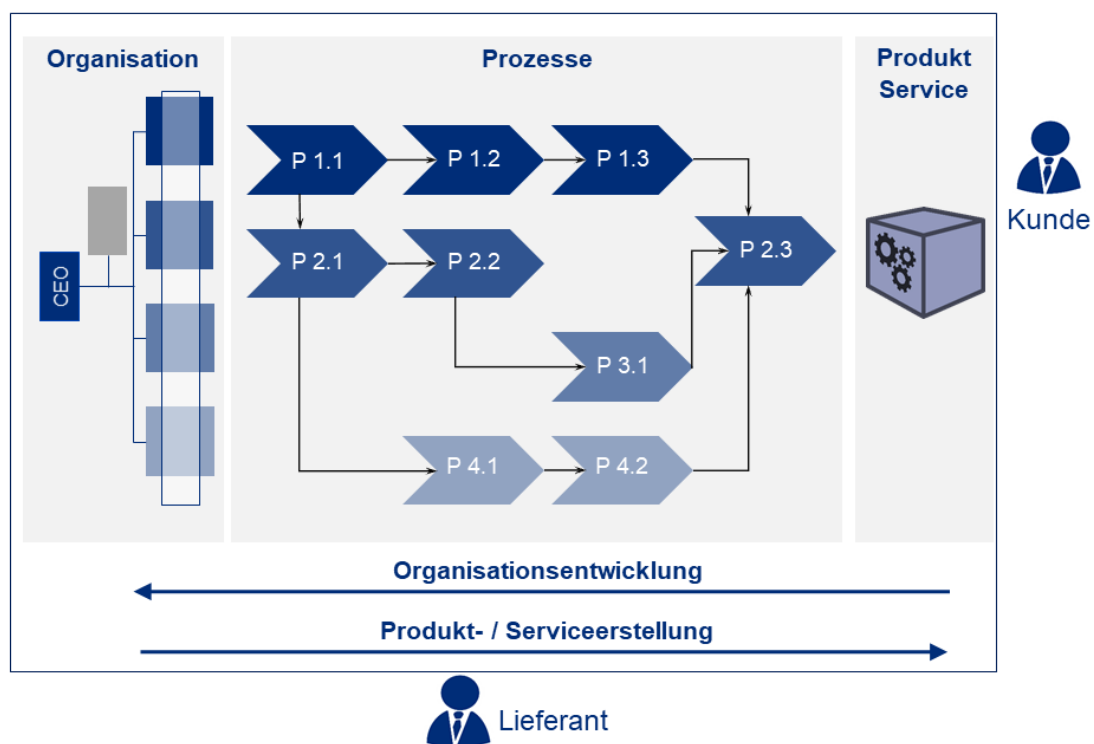 Organisation
Prozesse
Produkt
Service
P 1.1
P 1.2
P 1.3
Kunde
P 2.1
P 2.2
P 2.3
CEO
P 3.1
P 4.1
P 4.2
Organisationsentwicklung
Produkt- / Serviceerstellung
Lieferant